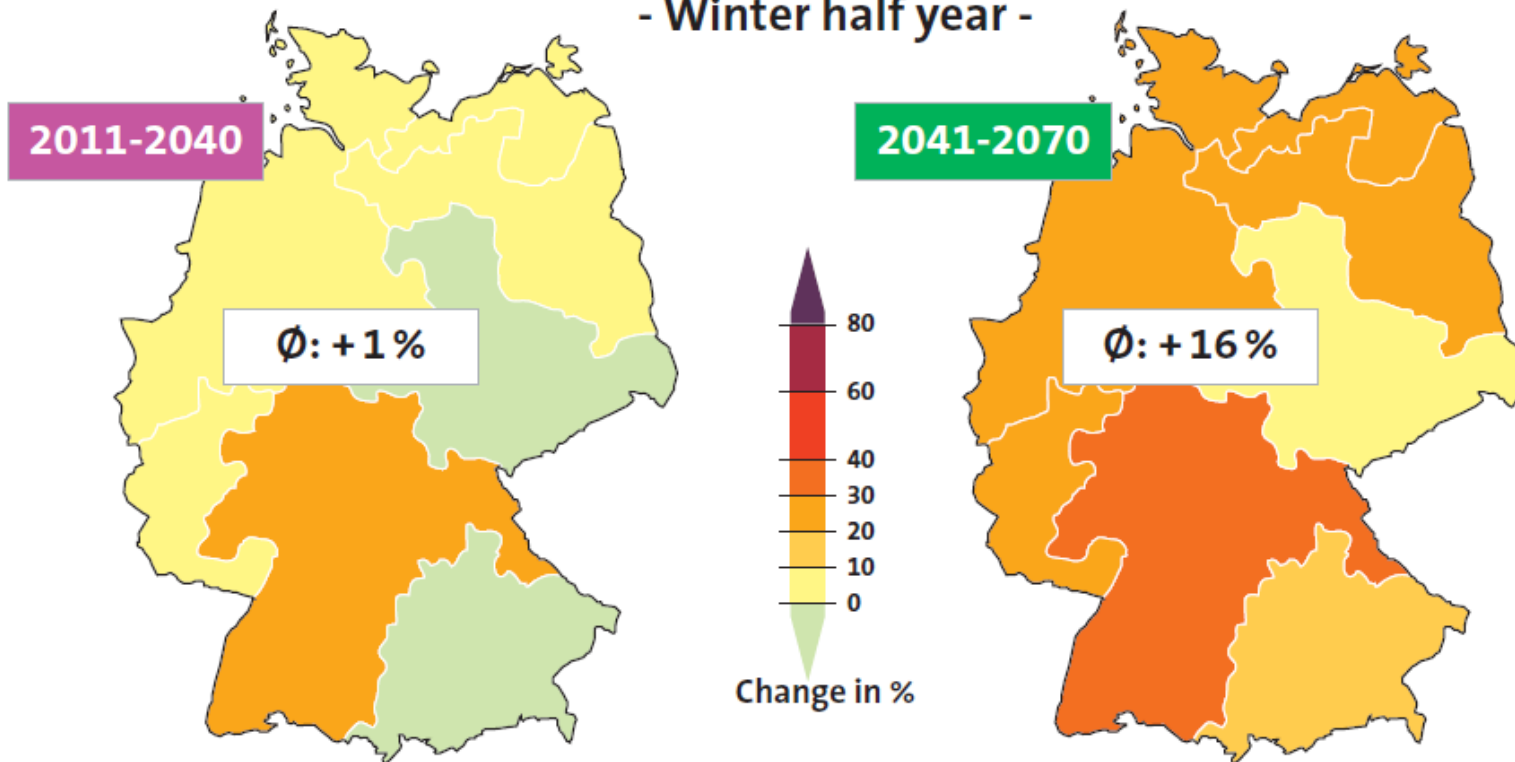 - Winter half year -
2011-2040
2041-2070
Ø: + 1 %
Ø: + 16 %
80
60
40
30
20
10
0
Change in %